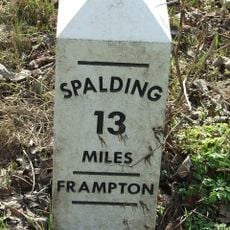 SPALDING
13
MILES
FRAMPTON